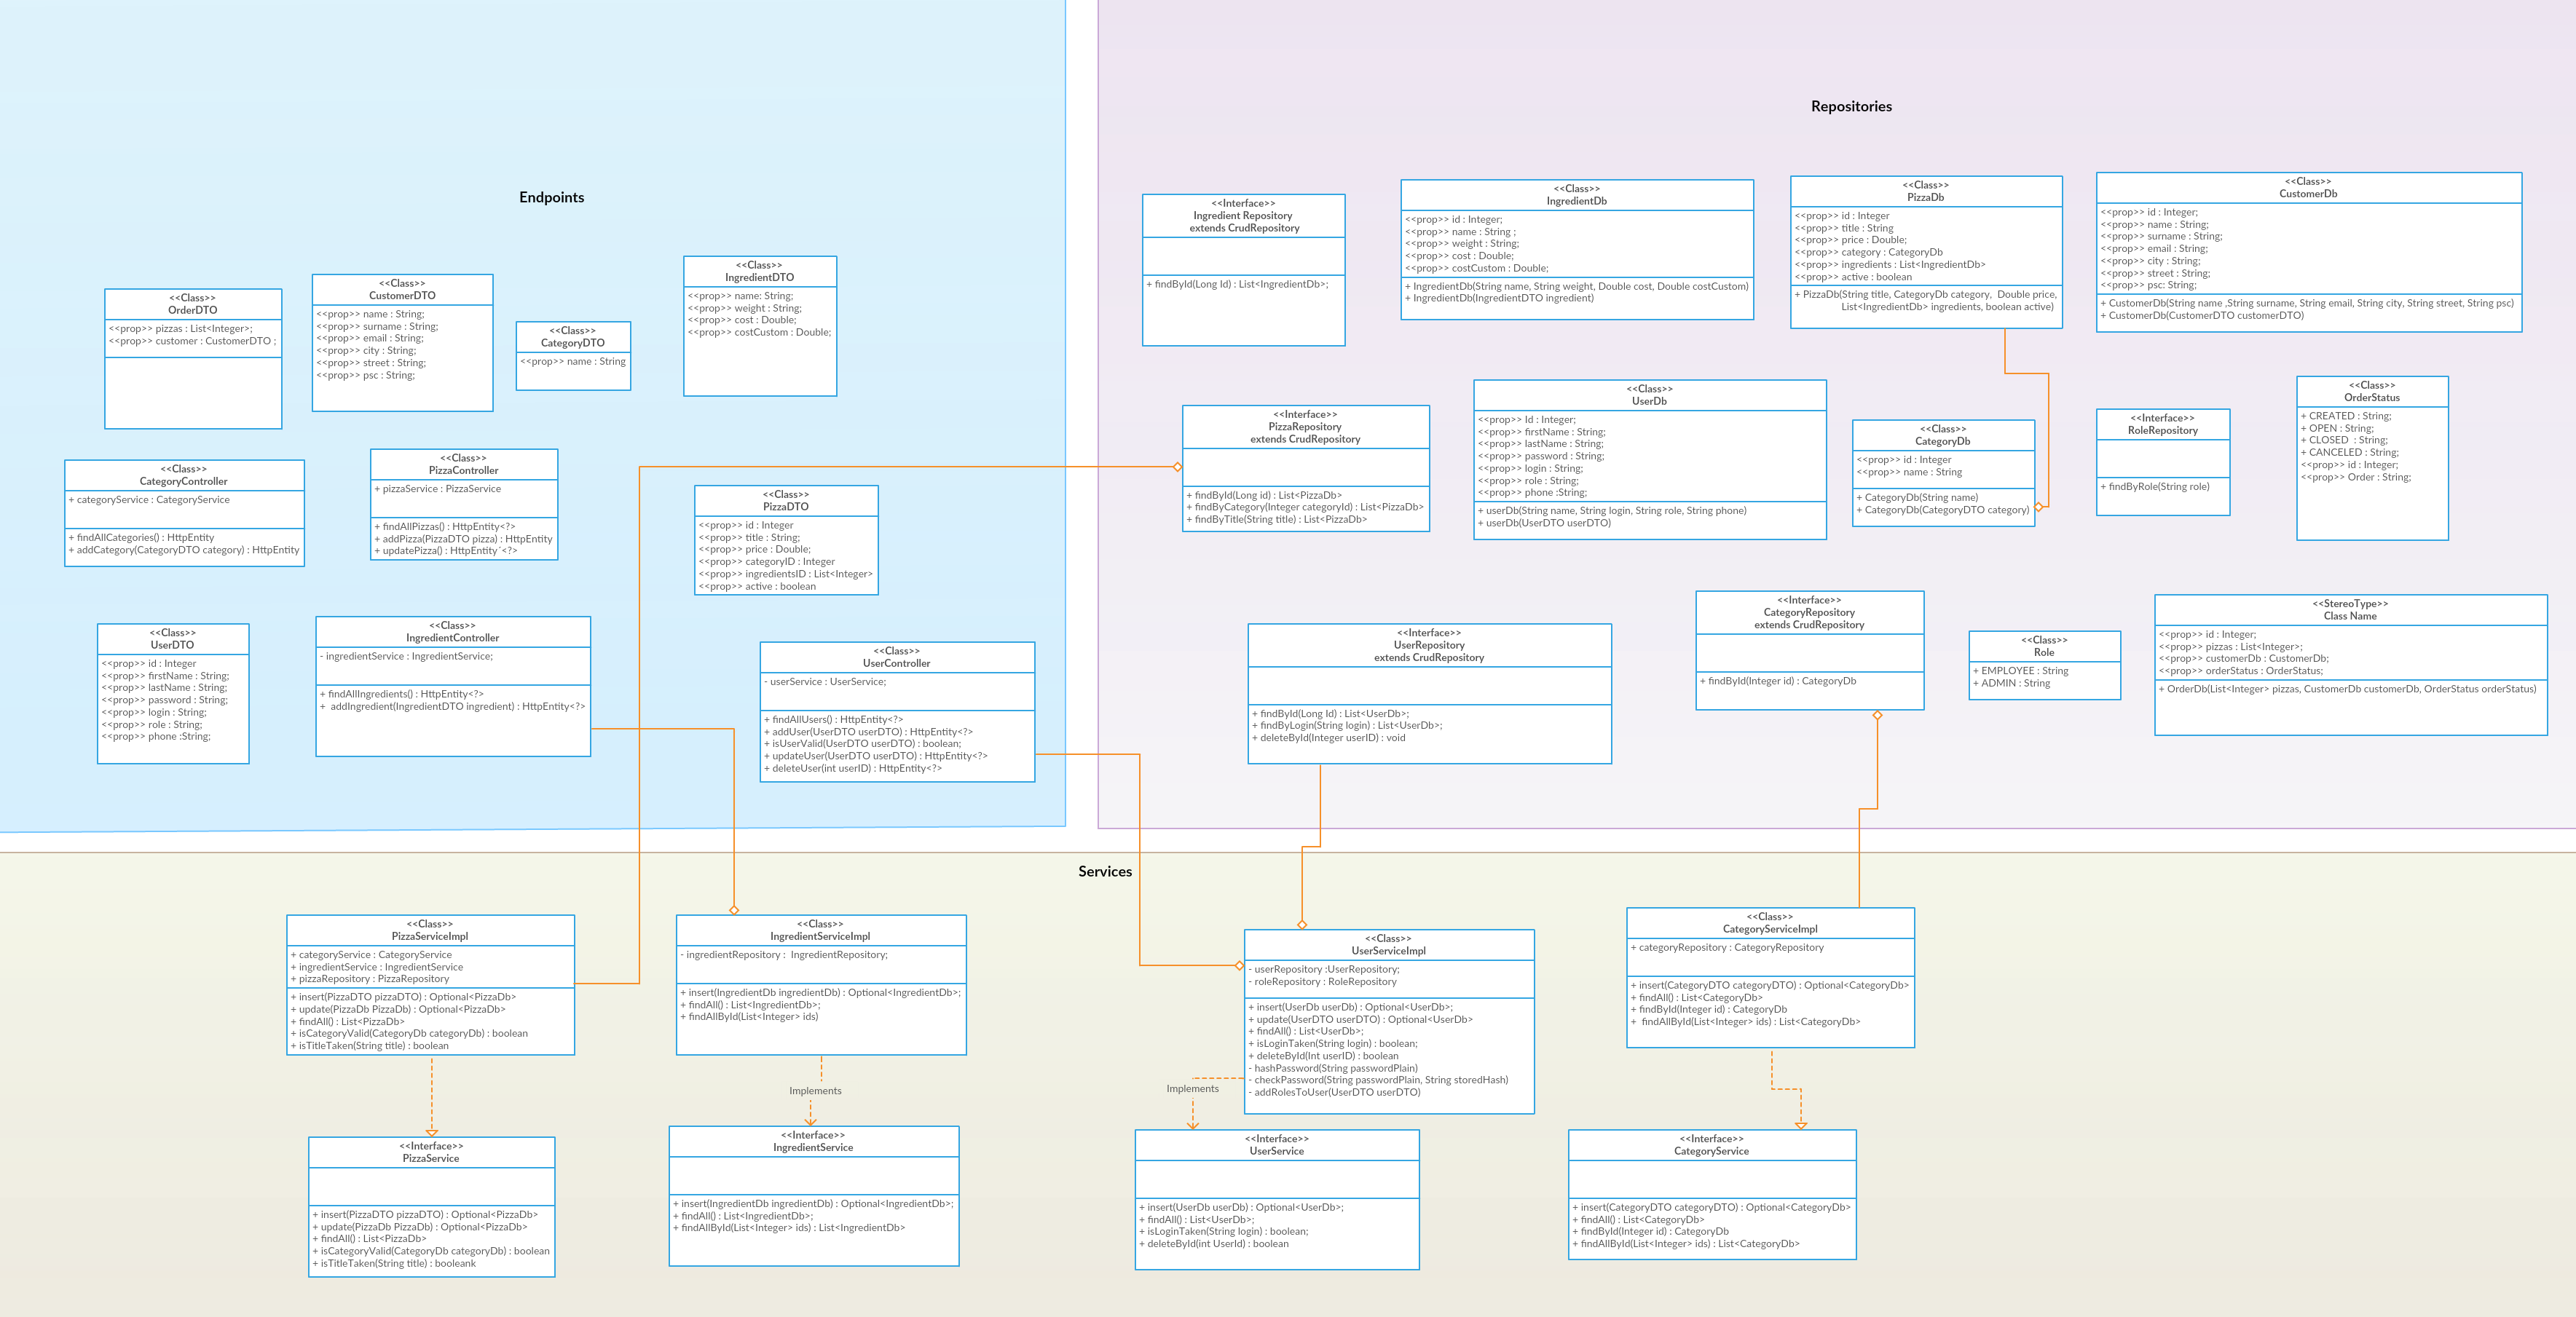 Endpoints
<<Class>>
OrderDTO
<<prop>> pizzas : List<Integer>;
<<prop>> customer : CustomerDTO ;
<<Class>>
CustomerDTO
<<prop>> name : String;
<<prop>> surname : String;
<<prop>> email : String;
<<prop>> city : String;
<<prop>> street : String;
<<prop>> psc : String;
<<Class>>
CategoryDTO
<<prop>> name : String
<<Class>>
IngredientDTO
<<prop>> name: String;
<<prop>> weight : String;
<<prop>> cost : Double;
<<prop>> costCustom : Double;
<<Class>>
CategoryController
+ categoryService : CategoryService
+ findAllCategories() : HttpEntity
+ addCategory(CategoryDTO category) : HttpEntity
<<Class>>
PizzaController
+ pizzaService : PizzaService
+ findAllPizzas() : HttpEntity<?>
+ addPizza(PizzaDTO pizza) : HttpEntity
+ updatePizza() : HttpEntity´<?>
<<Class>>
PizzaDTO
<<prop>> id : Integer
<<prop>> title : String;
<<prop>> price : Double;
<<prop>> categoryID : Integer
<<prop>> ingredientsID : List<Integer>
<<prop>> active : boolean
<<Class>>
UserDTO
<<prop>> id : Integer
<<prop>> firstName : String;
<<prop>> lastName : String;
<<prop>> password : String;
<<prop>> login : String;
<<prop>> role : String;
<<prop>> phone :String;
<<Class>>
IngredientController
- ingredientService : IngredientService;
+ findAllIngredients() : HttpEntity<?>
+  addIngredient(IngredientDTO ingredient) : HttpEntity<?>
<<Class>>
UserController
- userService : UserService;
+ findAllUsers() : HttpEntity<?>
+ addUser(UserDTO userDTO) : HttpEntity<?>
+ isUserValid(UserDTO userDTO) : boolean;
+ updateUser(UserDTO userDTO) : HttpEntity<?>
+ deleteUser(int userID) : HttpEntity<?>
Repositories
<<Interface>>
Ingredient Repository
extends CrudRepository
+ findById(Long Id) : List<IngredientDb>;
<<Class>>
IngredientDb
<<prop>> id : Integer;
<<prop>> name : String ;
<<prop>> weight : String;
<<prop>> cost : Double;
<<prop>> costCustom : Double;
+ IngredientDb(String name, String weight, Double cost, Double costCustom)
+ IngredientDb(IngredientDTO ingredient)
<<Class>>
PizzaDb
<<prop>> id : Integer
<<prop>> title : String
<<prop>> price : Double;
<<prop>> category : CategoryDb
<<prop>> ingredients : List<IngredientDb>
<<prop>> active : boolean
+ PizzaDb(String title, CategoryDb category,  Double price,
List<IngredientDb> ingredients, boolean active)
<<Class>>
CustomerDb
<<prop>> id : Integer;
<<prop>> name : String;
<<prop>> surname : String;
<<prop>> email : String;
<<prop>> city : String;
<<prop>> street : String;
<<prop>> psc: String;
+ CustomerDb(String name ,String surname, String email, String city, String street, String psc)
+ CustomerDb(CustomerDTO customerDTO)
<<Interface>>
PizzaRepository
extends CrudRepository
+ findById(Long id) : List<PizzaDb>
+ findByCategory(Integer categoryId) : List<PizzaDb>
+ findByTitle(String title) : List<PizzaDb>
<<Class>>
UserDb
<<prop>> Id : Integer;
<<prop>> firstName : String;
<<prop>> lastName : String;
<<prop>> password : String;
<<prop>> login : String;
<<prop>> role : String;
<<prop>> phone :String;
+ userDb(String name, String login, String role, String phone)
+ userDb(UserDTO userDTO)
<<Class>>
CategoryDb
<<prop>> id : Integer
<<prop>> name : String
+ CategoryDb(String name)
+ CategoryDb(CategoryDTO category)
<<Interface>>
RoleRepository
+ findByRole(String role)
<<Class>>
OrderStatus
+ CREATED : String;
+ OPEN : String;
+ CLOSED  : String;
+ CANCELED : String;
<<prop>> id : Integer;
<<prop>> Order : String;
<<Interface>>
UserRepository
extends CrudRepository
+ findById(Long Id) : List<UserDb>;
+ findByLogin(String login) : List<UserDb>;
+ deleteById(Integer userID) : void
<<Interface>>
CategoryRepository
extends CrudRepository
+ findById(Integer id) : CategoryDb
<<Class>>
Role
+ EMPLOYEE : String
+ ADMIN : String
<<StereoType>>
Class Name
<<prop>> id : Integer;
<<prop>> pizzas : List<Integer>;
<<prop>> customerDb : CustomerDb;
<<prop>> orderStatus : OrderStatus;
+ OrderDb(List<Integer> pizzas, CustomerDb customerDb, OrderStatus orderStatus)
Services
<<Class>>
PizzaServiceImpl
+ categoryService : CategoryService
+ ingredientService : IngredientService
+ pizzaRepository : PizzaRepository
+ insert(PizzaDTO pizzaDTO) : Optional<PizzaDb>
+ update(PizzaDb PizzaDb) : Optional<PizzaDb>
+ findAll() : List<PizzaDb>
+ isCategoryValid(CategoryDb categoryDb) : boolean
+ isTitleTaken(String title) : boolean
<<Class>>
IngredientServiceImpl
- ingredientRepository :  IngredientRepository;
+ insert(IngredientDb ingredientDb) : Optional<IngredientDb>;
+ findAll() : List<IngredientDb>;
+ findAllById(List<Integer> ids)
<<Class>>
UserServiceImpl
- userRepository :UserRepository;
- roleRepository : RoleRepository
+ insert(UserDb userDb) : Optional<UserDb>;
+ update(UserDTO userDTO) : Optional<UserDb>
+ findAll() : List<UserDb>;
+ isLoginTaken(String login) : boolean;
+ deleteById(Int userID) : boolean
- hashPassword(String passwordPlain)
- checkPassword(String passwordPlain, String storedHash)
- addRolesToUser(UserDTO userDTO)
<<Class>>
CategoryServiceImpl
+ categoryRepository : CategoryRepository
+ insert(CategoryDTO categoryDTO) : Optional<CategoryDb>
+ findAll() : List<CategoryDb>
+ findById(Integer id) : CategoryDb
+  findAllById(List<Integer> ids) : List<CategoryDb>
Implements
Implements
<<Interface>>
PizzaService
+ insert(PizzaDTO pizzaDTO) : Optional<PizzaDb>
+ update(PizzaDb PizzaDb) : Optional<PizzaDb>
+ findAll() : List<PizzaDb>
+ isCategoryValid(CategoryDb categoryDb) : boolean
+ isTitleTaken(String title) : booleank
<<Interface>>
IngredientService
+ insert(IngredientDb ingredientDb) : Optional<IngredientDb>;
+ findAll() : List<IngredientDb>;
+ findAllById(List<Integer> ids) : List<IngredientDb>
<<Interface>>
UserService
+ insert(UserDb userDb) : Optional<UserDb>;
+ findAll() : List<UserDb>;
+ isLoginTaken(String login) : boolean;
+ deleteById(int UserId) : boolean
<<Interface>>
CategoryService
+ insert(CategoryDTO categoryDTO) : Optional<CategoryDb>
+ findAll() : List<CategoryDb>
+ findById(Integer id) : CategoryDb
+ findAllById(List<Integer> ids) : List<CategoryDb>